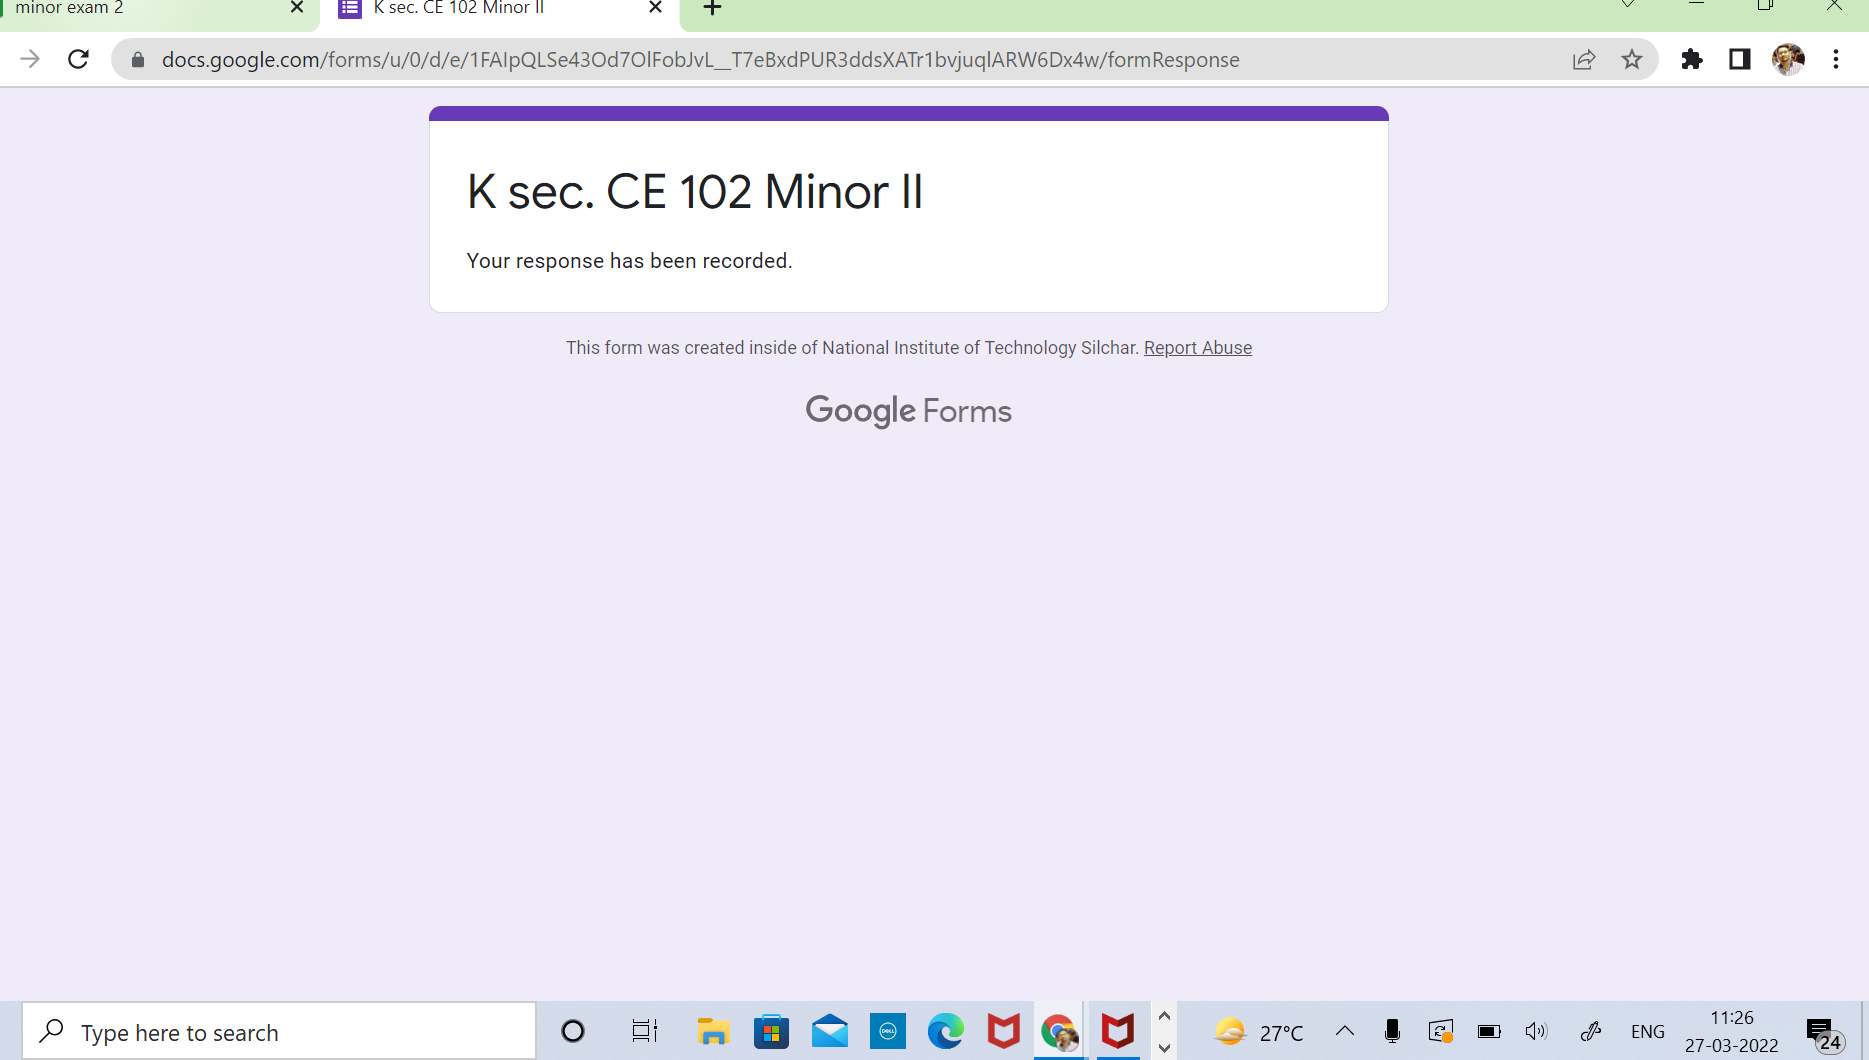 minor exam 2
K sec. CE 102 Minor II
docs.google.com/forms/u/0/d/e/1FAIpQLSe43Od7OlFobJvL__T7eBxdPUR3ddsXATr1bvjuqlARW6Dx4w/formResponse
K sec. CE 102 Minor II
Your response has been recorded.
This form was created inside of National Institute of Technology Silchar. Report Abuse
Google Forms
Type here to search
DELL
27°C
ENG
11:26
27-03-2022
24